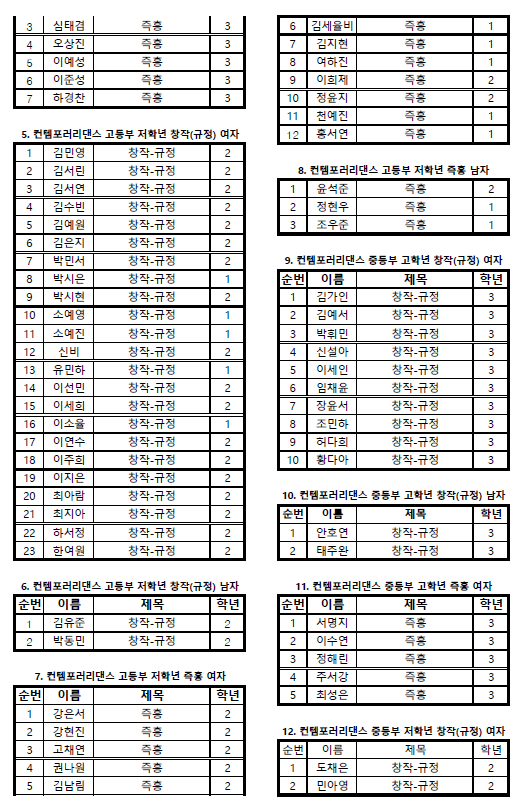 3 심태겸 즉흥 3
4 오상진 즉흥 3
5 이예성 즉흥 3
6 이준성 즉흥 3
7 하경찬 즉흥 3
5. 컨템포러리댄스 고등부 저학년 창작(규정) 여자
1 김민영 창작-규정 2
2 김서린 창작-규정 2
3 김서연 창작-규정 2
4 김수빈 창작-규정 2
5 김예원 창작-규정 2
6 김은지 창작-규정 2
7 박민서 창작-규정 2
8 박시은 창작-규정 1
9 박시현 창작-규정 2
10 소예영 창작-규정 1
11 소예진 창작-규정 1
12 신비 창작-규정 2
13 유민하 창작-규정 1
14 이선민 창작-규정 2
15 이세희 창작-규정 2
16 이소율 창작-규정 1
17 이연수 창작-규정 2
18 이주희 창작-규정 2
19 이지은 창작-규정 2
20 최아람 창작-규정 2
21 최지아 창작-규정 2
22 하서정 창작-규정 2
23 한여원 창작-규정 2
6. 컨템포러리댄스 고등부 저학년 창작(규정) 남자
순번 이름 제목 학년
1 김유준 창작-규정 2
2 박동민 창작-규정 2
7. 컨템포러리댄스 고등부 저학년 즉흥 여자
순번 이름 제목 학년
1 강은서 즉흥 2
2 강현진 즉흥 2
3 고채연 즉흥 2
4 권나원 즉흥 2
5 김남림 즉흥 2
6 김세율비 즉흥 1
7 김지현 즉흥 1
8 여하진 즉흥 1
9 이희제 즉흥 2
10 정윤지 즉흥 2
11 천예진 즉흥 1
12 홍서연 즉흥 1
8. 컨템포러리댄스 고등부 저학년 즉흥 남자
1 윤석준 즉흥 2
2 정현우 즉흥 1
3 조우준 즉흥 1
9. 컨템포러리댄스 중등부 고학년 창작(규정) 여자
순번 이름 제목 학년
1 김가인 창작-규정 3
2 김예서 창작-규정 3
3 박휘민 창작-규정 3
4 신설아 창작-규정 3
5 이세인 창작-규정 3
6 임채윤 창작-규정 3
7 장윤서 창작-규정 3
8 조민하 창작-규정 3
9 허다희 창작-규정 3
10 황다아 창작-규정 3
10. 컨템포러리댄스 중등부 고학년 창작(규정) 남자
순번 이름 제목 학년
1 안호연 창작-규정 3
2 태주완 창작-규정 3
11. 컨템포러리댄스 중등부 고학년 즉흥 여자
순번 이름 제목 학년
1 서명지 즉흥 3
2 이수연 즉흥 3
3 정해린 즉흥 3
4 주서강 즉흥 3
5 최성은 즉흥 3
12. 컨템포러리댄스 중등부 저학년 창작(규정) 여자
순번 이름 제목 학년
1 도채은 창작-규정 2
2 민아영 창작-규정 2